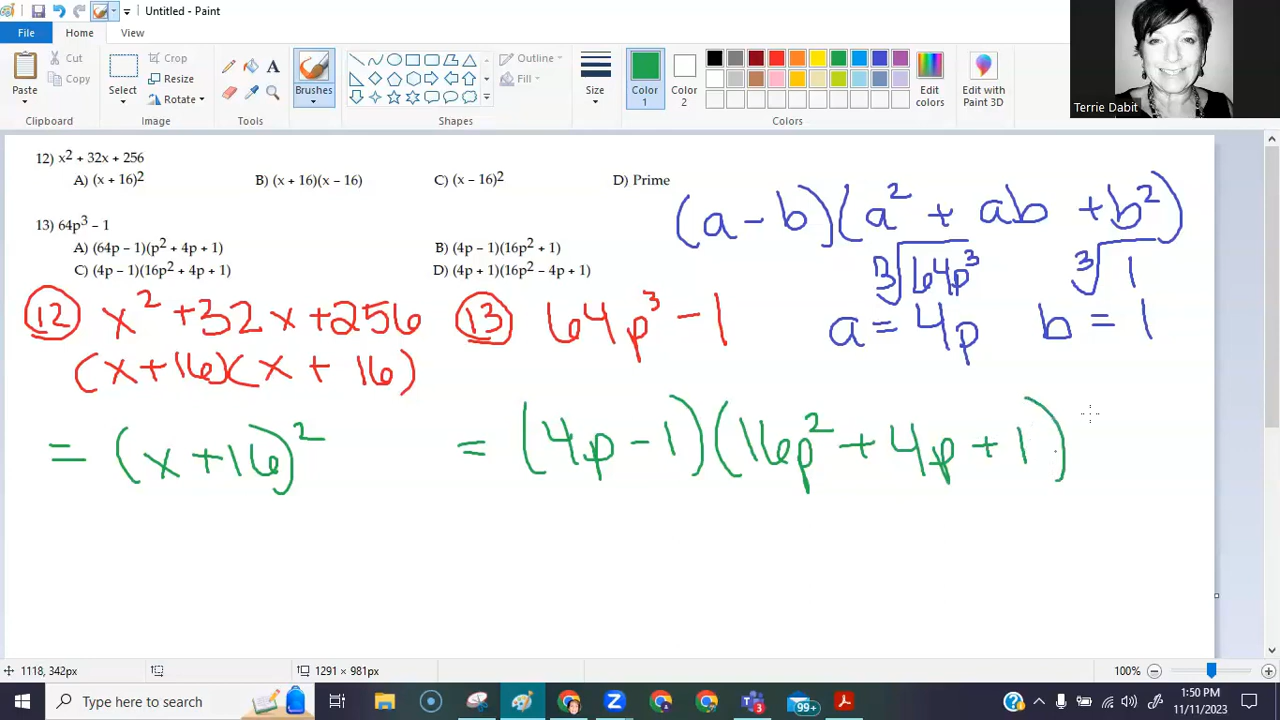 Untitled - Paint
File Home View
Paste Cut Copy
Clipboard
Select Crop Resize Rotate
Image
A
Tools
Brushes
Outline Fill
Shapes
Size
Color 1
Color 2
Edit colors
Edit with Paint 3D
Colors
Terrie Dabit
12) x² + 32x + 256
A) (x + 16)² B) (x + 16)(x − 16) C) (x − 16)² D) Prime
13) 64p³ − 1
A) (64p − 1)(p² + 4p + 1) B) (4p − 1)(16p² + 1)
C) (4p − 1)(16p² + 4p + 1) D) (4p + 1)(16p² − 4p + 1)
(a − b)(a² + ab + b²)
∛64p³ ∛1
a = 4p b = 1
12 x² + 32x + 256
(x + 16)(x + 16)
= (x + 16)²
13 64p³ − 1
= (4p − 1)(16p² + 4p + 1)
1118, 342px 1291 × 981px 100%
Type here to search
3
99+
1:50 PM
11/11/2023